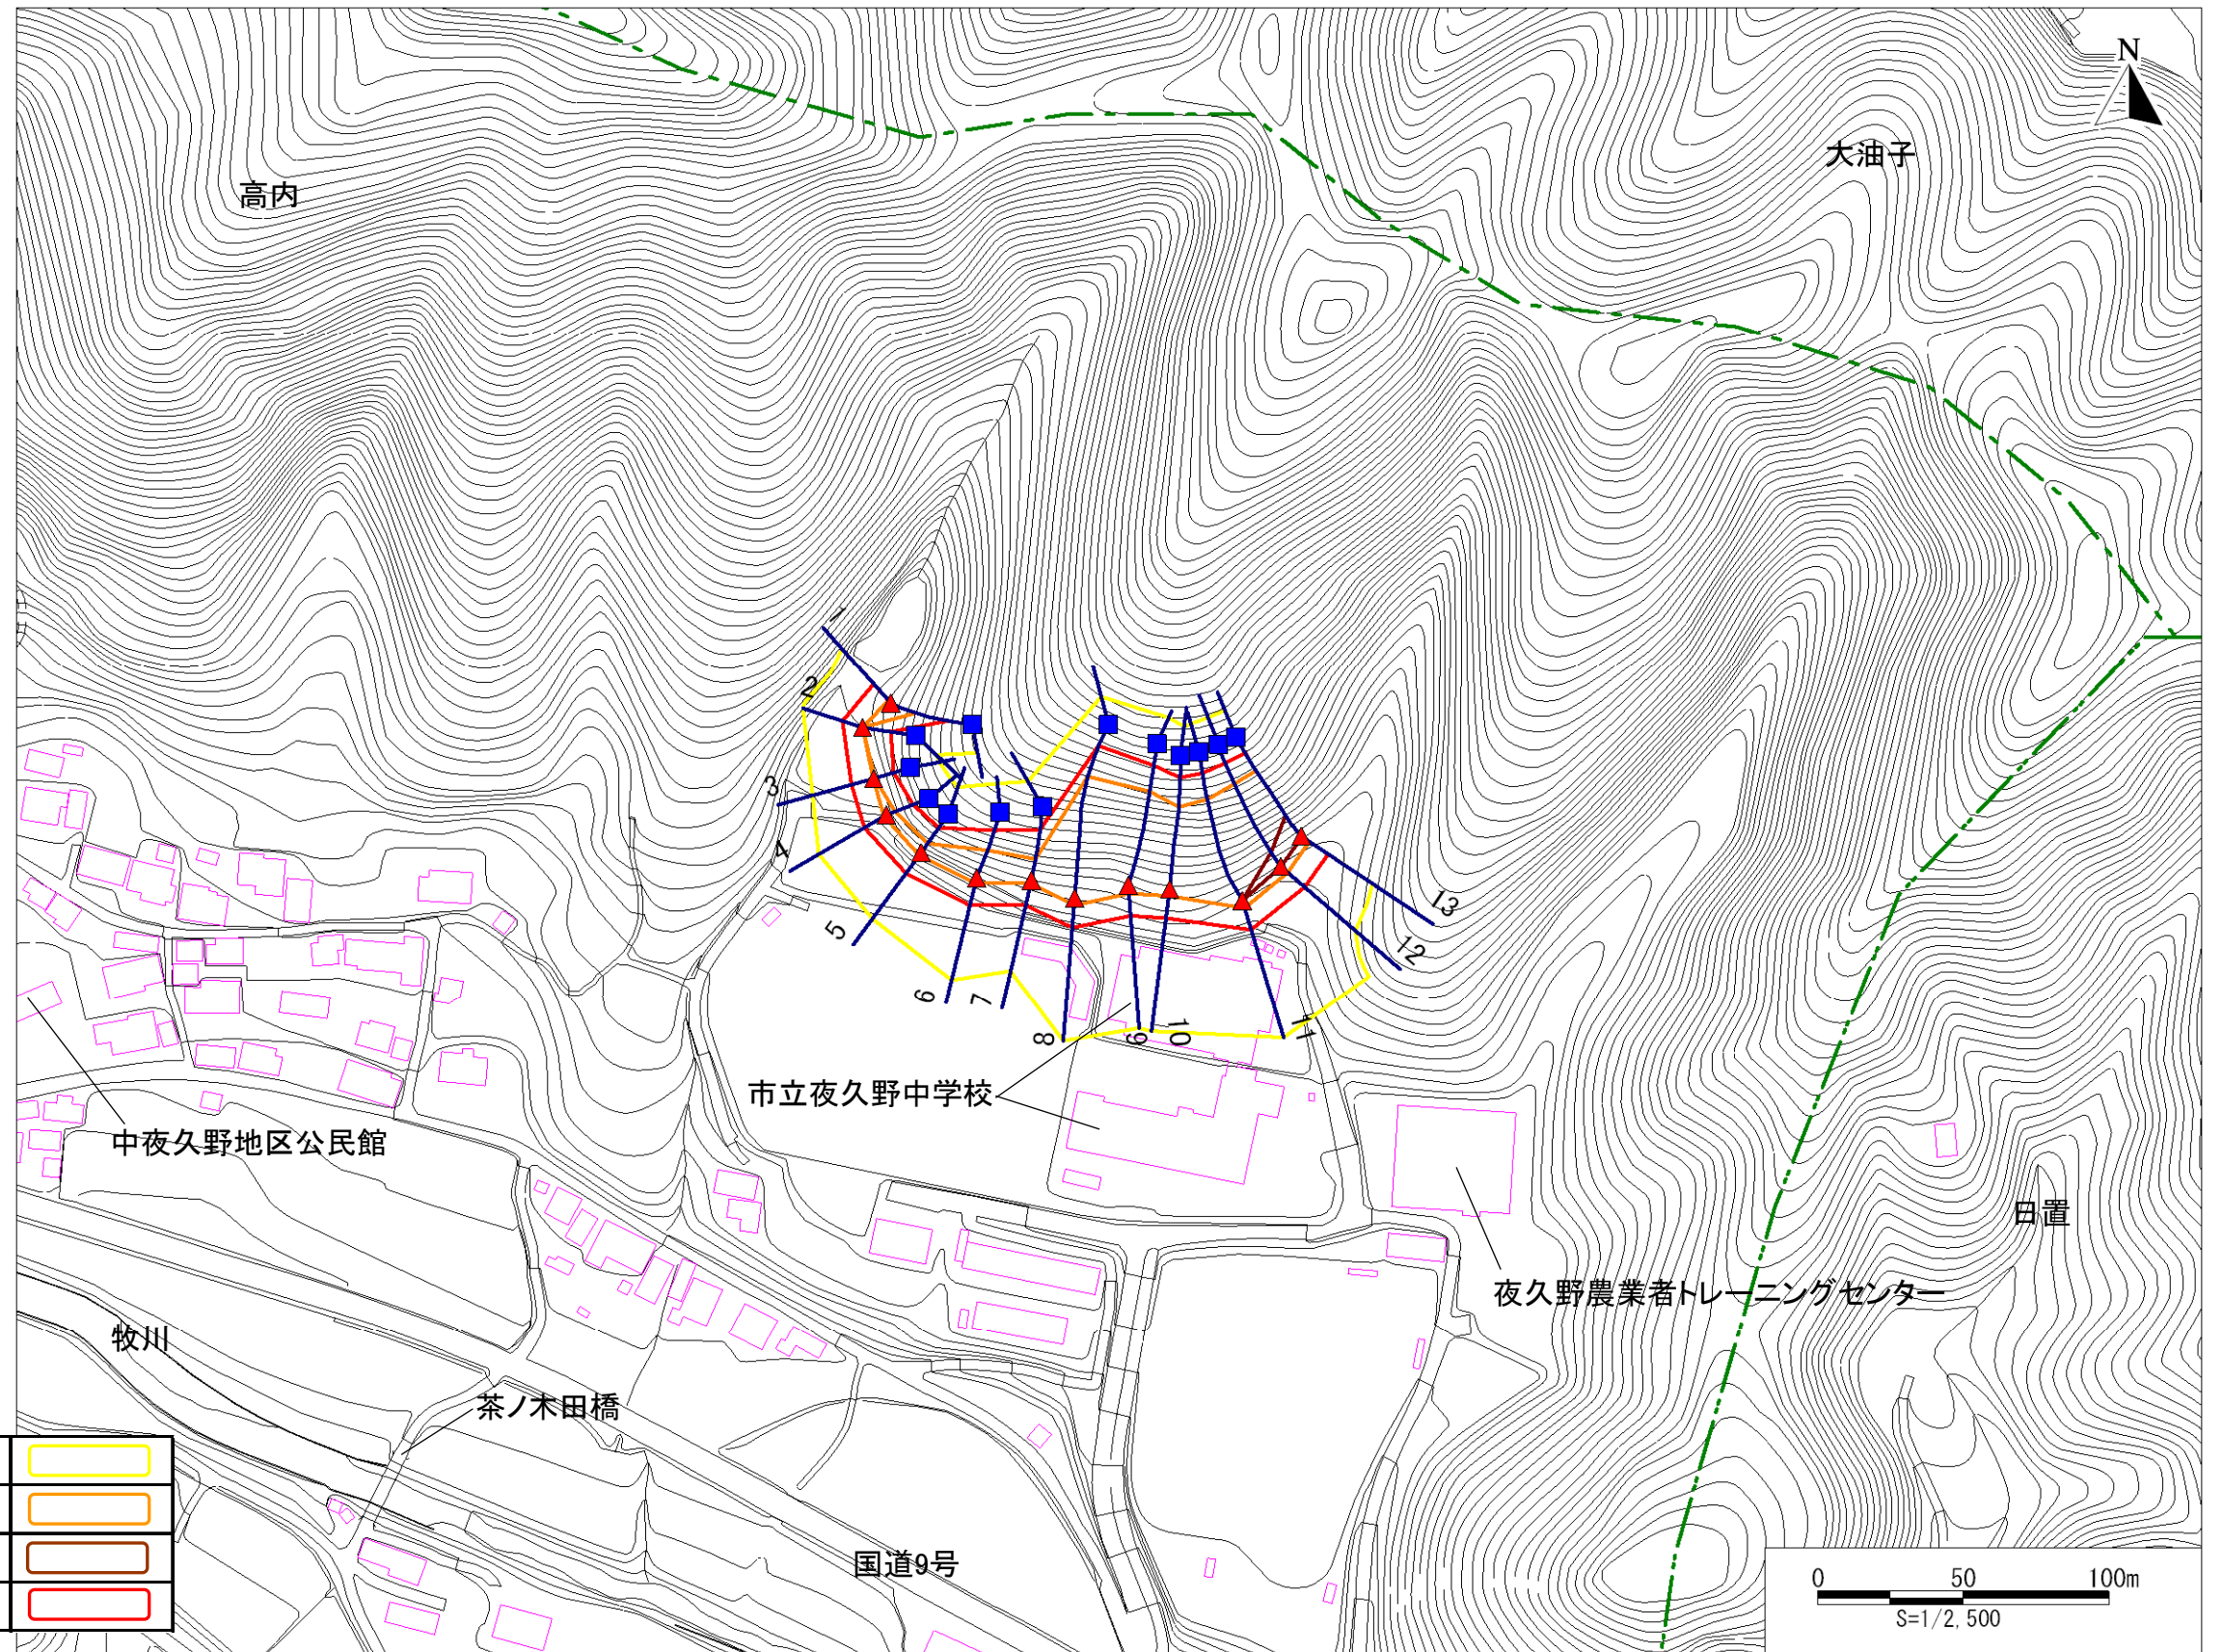 N
大油子
高内
1
2
3
4
5
6
7
8
9
10
11
12
13
市立夜久野中学校
中夜久野地区公民館
日置
夜久野農業者トレーニングセンター
牧川
茶ノ木田橋
国道9号
0 50 100m
S=1/2,500